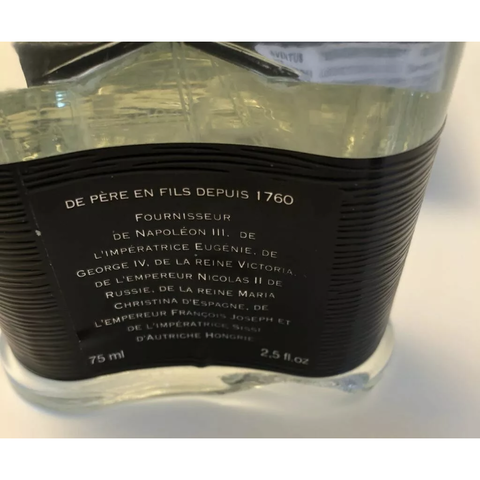 DE PÈRE EN FILS DEPUIS 1760
FOURNISSEUR
DE NAPOLÉON III, DE
L'IMPÉRATRICE EUGENIE, DE
GEORGE IV, DE LA REINE VICTORIA...
DE L'EMPEREUR NICOLAS II DE
RUSSIE, DE LA REINE MARIA
CHRISTINA D'ESPAGNE, DE
L'EMPEREUR FRANÇOIS JOSEPH ET
DE L'IMPÉRATRICE SISSI
D'AUTRICHE HONGRIE
75 ml 2.5 fl.oz